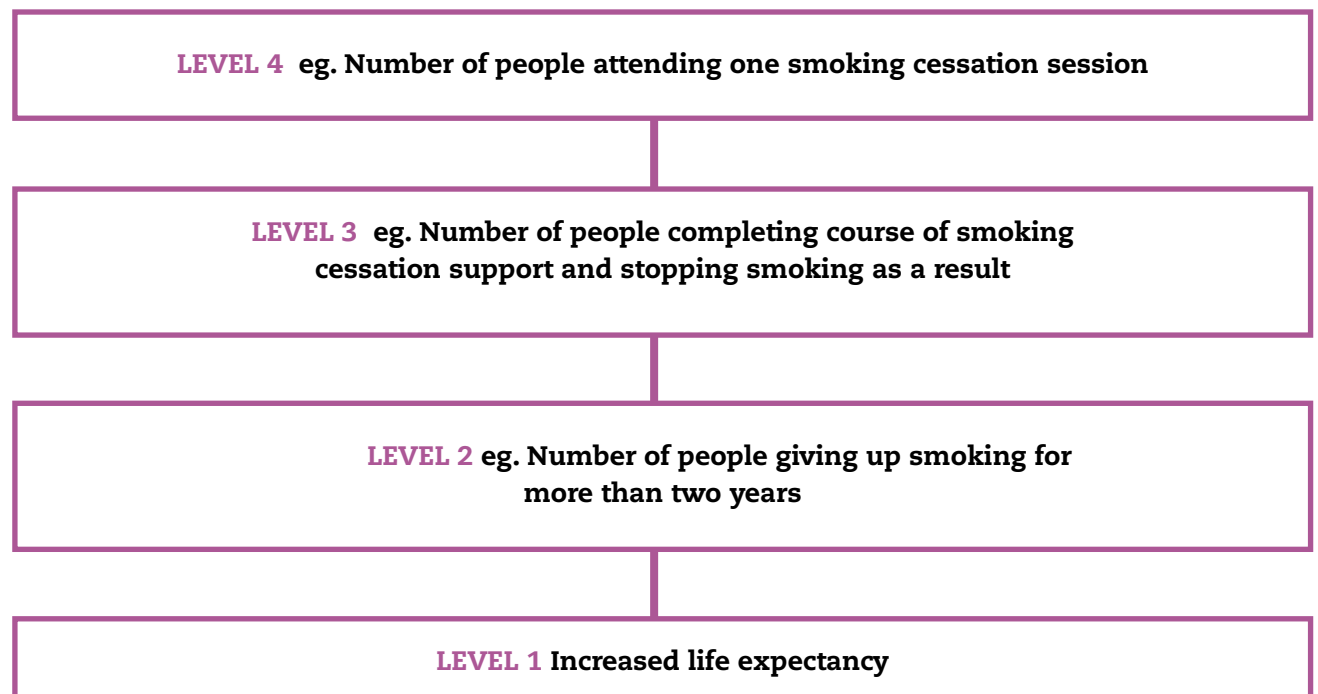 LEVEL 4 eg. Number of people attending one smoking cessation session
LEVEL 3 eg. Number of people completing course of smoking
cessation support and stopping smoking as a result
LEVEL 2 eg. Number of people giving up smoking for
more than two years
LEVEL 1 Increased life expectancy